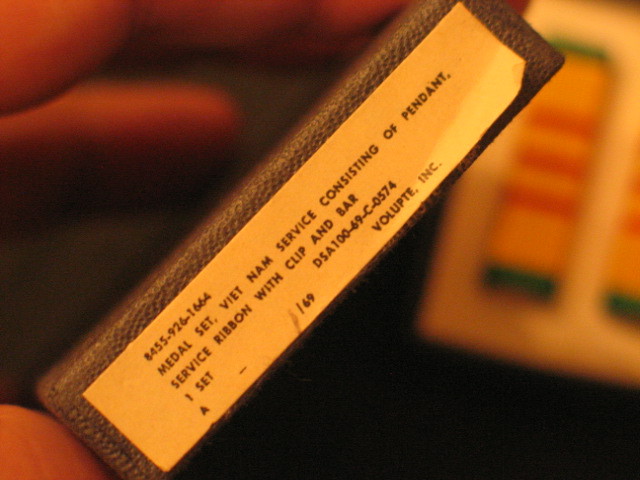 8455-926-1664
MEDAL SET, VIET NAM SERVICE CONSISTING OF PENDANT,
SERVICE RIBBON WITH CLIP AND BAR
1 SET DSA100-69-C-0574
A /69 VOLUPTE, INC.